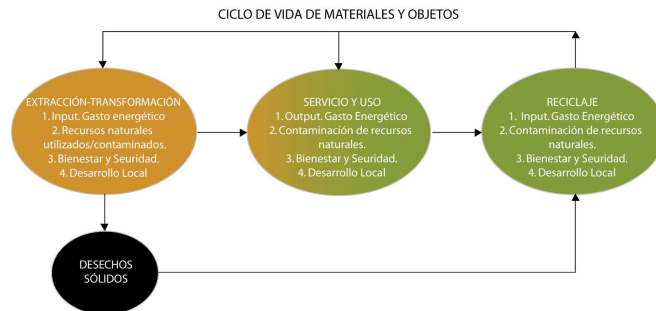 CICLO DE VIDA DE MATERIALES Y OBJETOS
EXTRACCIÓN-TRANSFORMACIÓN
1. Input. Gasto energético
2. Recursos naturales
utilizados/contaminados.
3. Bienestar y Seuridad.
4. Desarrollo Local
SERVICIO Y USO
1. Output. Gasto Energético
2. Contaminación de recursos
naturales.
3. Bienestar y Seguridad.
4. Desarrollo Local
RECICLAJE
1. Input. Gasto Energético
2. Contaminación de recursos
naturales.
3. Bienestar y Seguridad.
4. Desarrollo Local
DESECHOS
SÓLIDOS